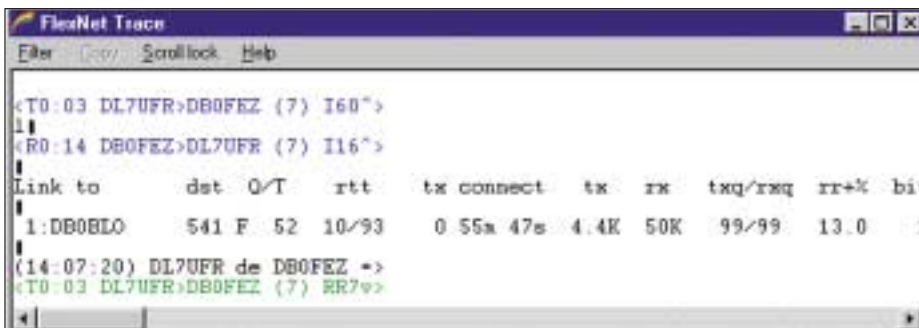 FlexNet Trace
Filter Copy Scroll lock Help
<T0:03 DL7UFR>DB0FEZ (7) I60^>
l
<R0:14 DB0FEZ>DL7UFR (7) I16^>
Link to dst Q/T rtt tx connect tx rx txq/rxq rr+% bi
1:DB0BLO 541 F 52 10/93 0 55m 47s 4.4K 50K 99/99 13.0
(14:07:20) DL7UFR de DB0FEZ =>
<T0:03 DL7UFR>DB0FEZ (7) RR7v>